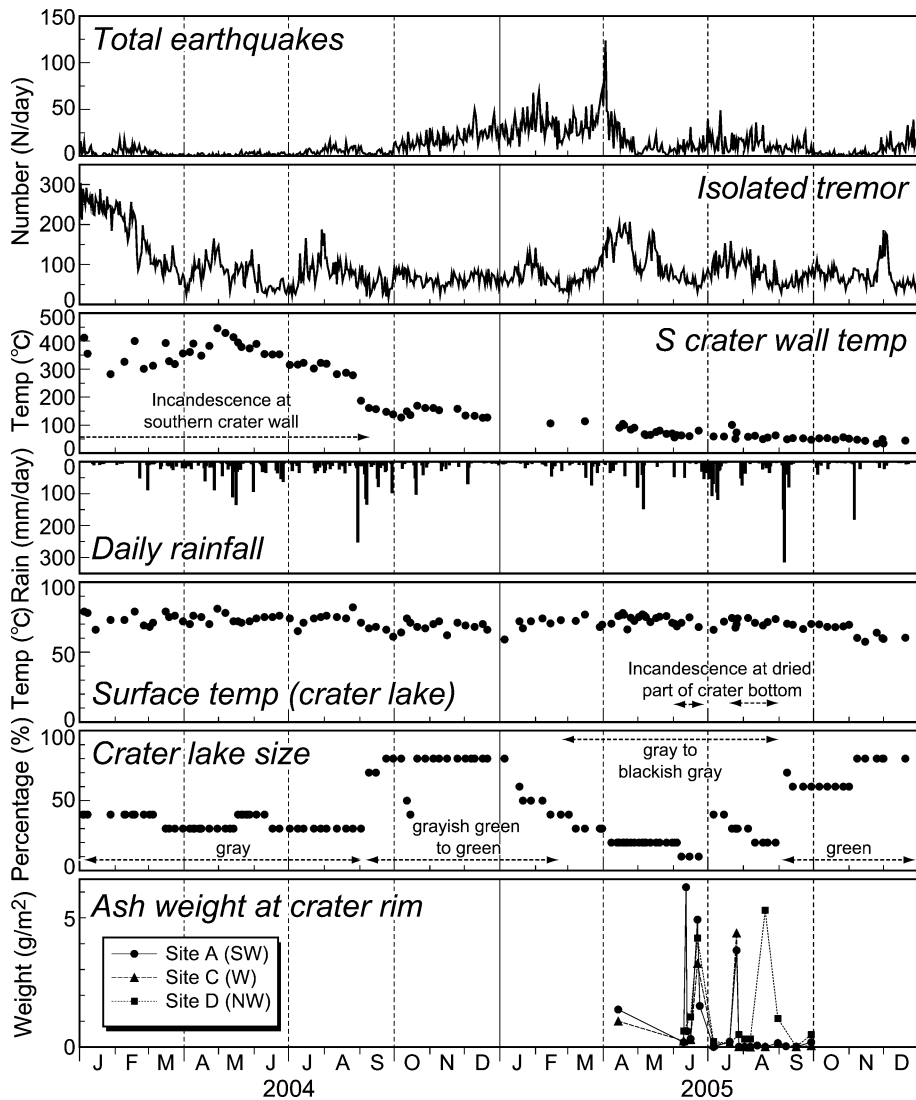 Total earthquakes
Number (N/day)
150
100
50
0
Isolated tremor
300
200
100
0
S crater wall temp
Temp (°C)
500
400
300
200
100
0
Incandescence at
southern crater wall
Daily rainfall
Rain (mm/day)
0
100
200
300
Surface temp (crater lake)
Temp (°C)
100
50
0
Incandescence at dried
part of crater bottom
Crater lake size
Percentage (%)
100
50
0
gray
grayish green
to green
gray to
blackish gray
green
Ash weight at crater rim
Weight (g/m²)
5
0
Site A (SW)
Site C (W)
Site D (NW)
J F M A M J J A S O N D J F M A M J J A S O N D
2004 2005